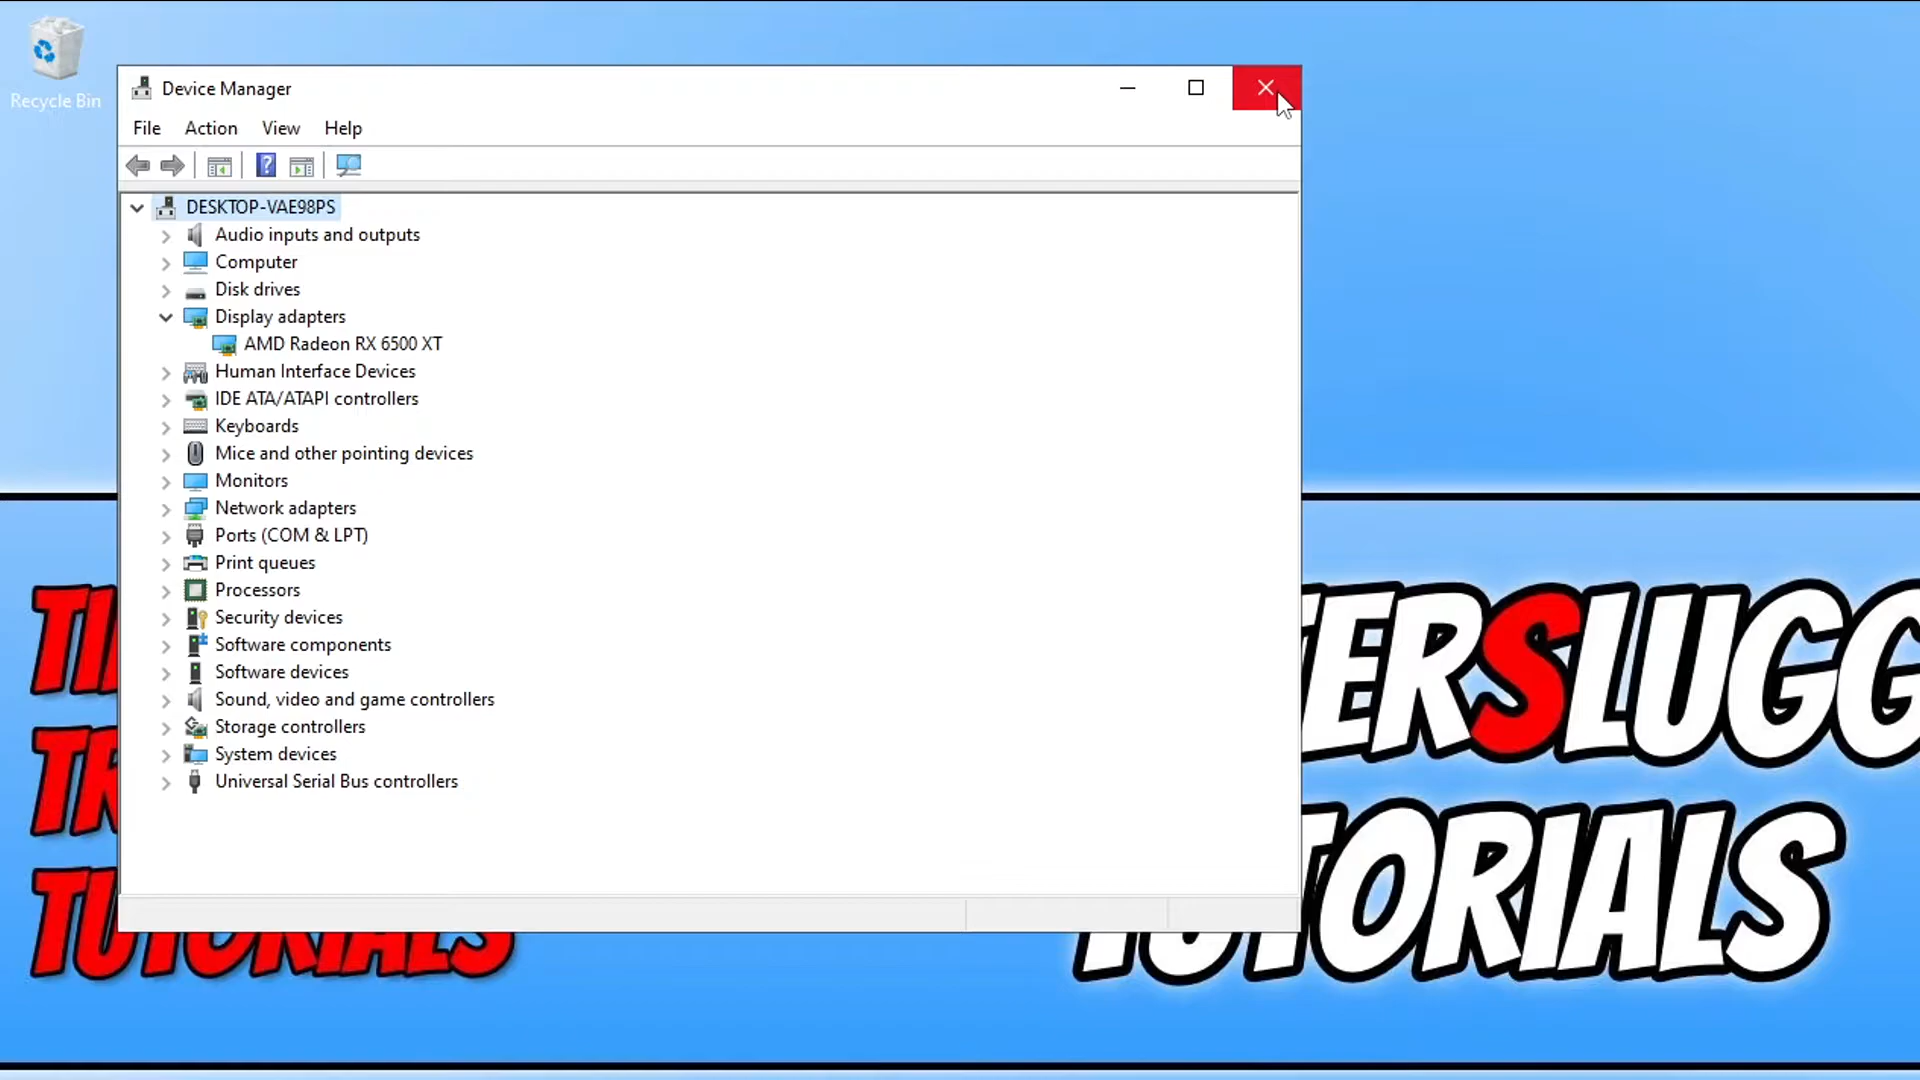 Recycle Bin
Device Manager
File Action View Help
DESKTOP-VAE98PS
Audio inputs and outputs
Computer
Disk drives
Display adapters
AMD Radeon RX 6500 XT
Human Interface Devices
IDE ATA/ATAPI controllers
Keyboards
Mice and other pointing devices
Monitors
Network adapters
Ports (COM & LPT)
Print queues
Processors
Security devices
Software components
Software devices
Sound, video and game controllers
Storage controllers
System devices
Universal Serial Bus controllers
TUTORIALS
ERSLUGG
TUTORIALS